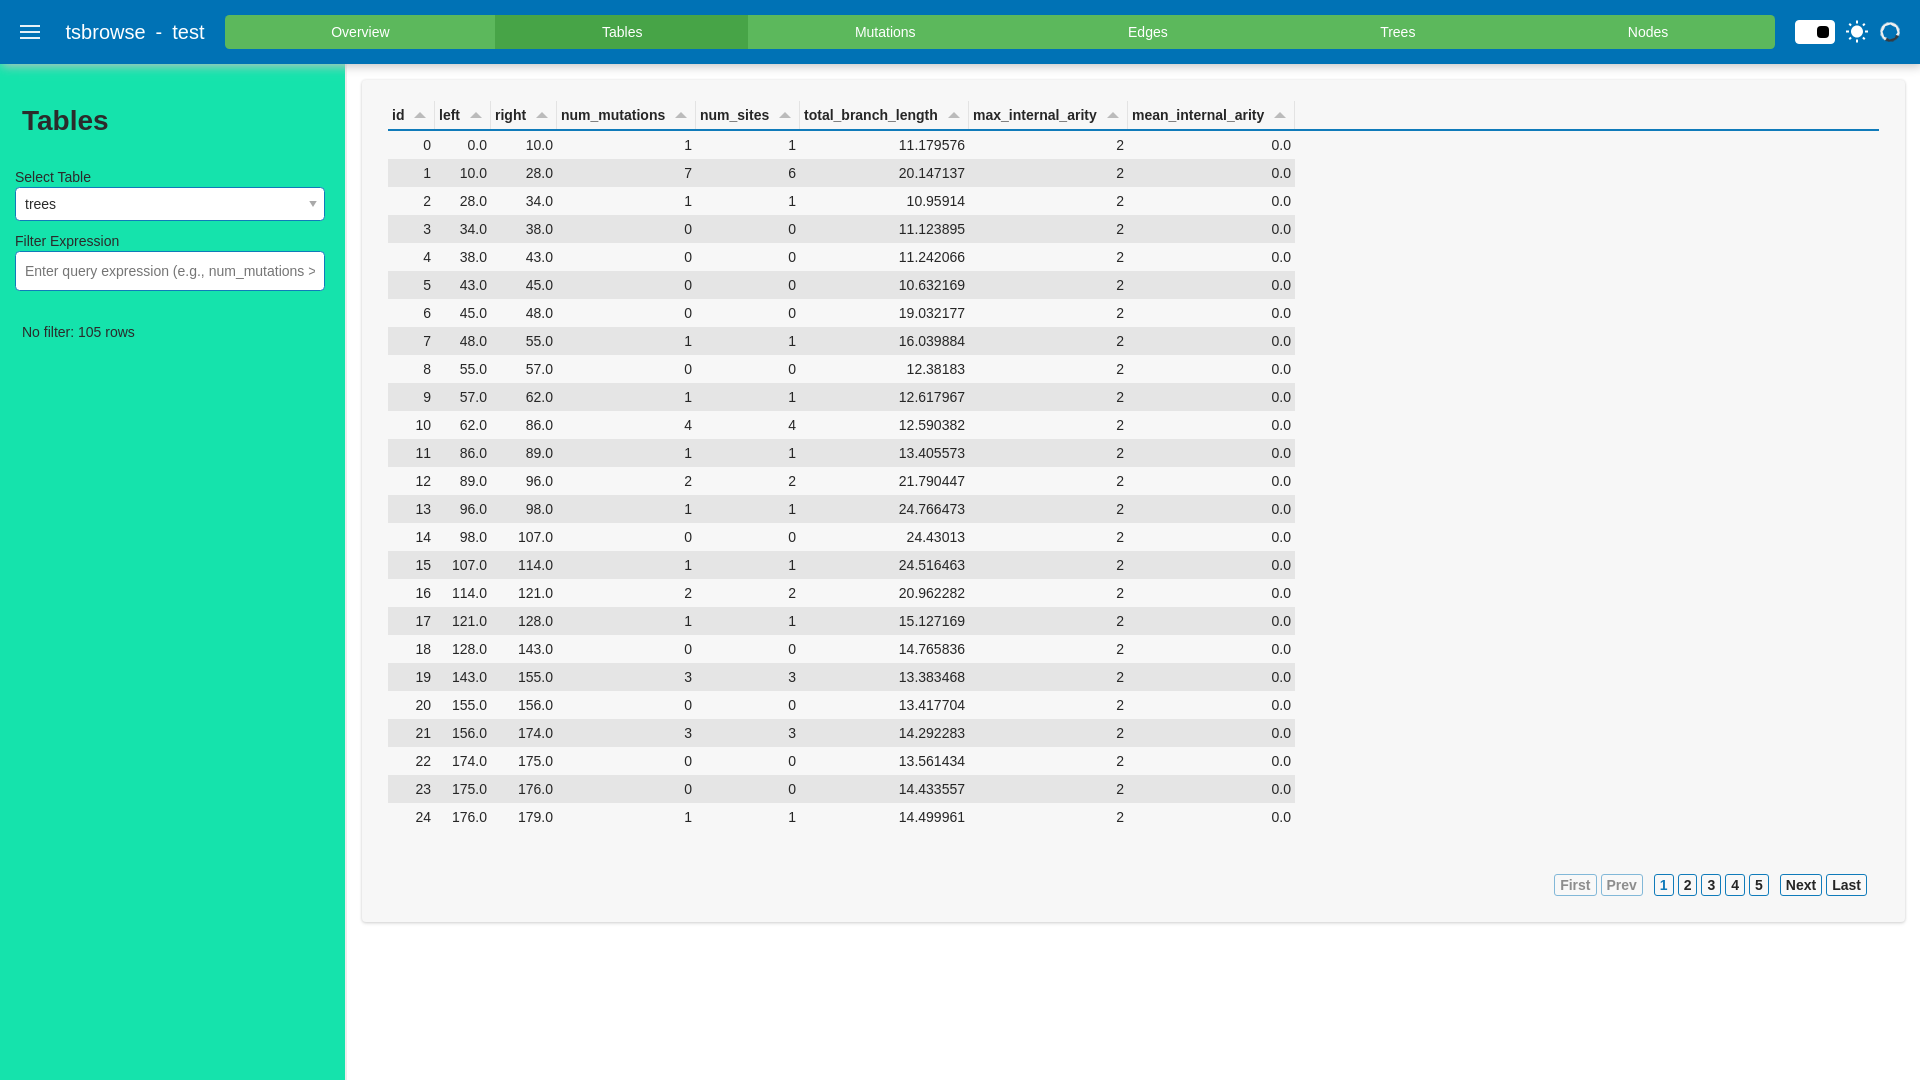 tsbrowse - test
Overview Tables Mutations Edges Trees Nodes
Tables
Select Table
trees
Filter Expression
Enter query expression (e.g., num_mutations >
No filter: 105 rows
id left right num_mutations num_sites total_branch_length max_internal_arity mean_internal_arity
0 0.0 10.0 1 1 11.179576 2 0.0
1 10.0 28.0 7 6 20.147137 2 0.0
2 28.0 34.0 1 1 10.95914 2 0.0
3 34.0 38.0 0 0 11.123895 2 0.0
4 38.0 43.0 0 0 11.242066 2 0.0
5 43.0 45.0 0 0 10.632169 2 0.0
6 45.0 48.0 0 0 19.032177 2 0.0
7 48.0 55.0 1 1 16.039884 2 0.0
8 55.0 57.0 0 0 12.38183 2 0.0
9 57.0 62.0 1 1 12.617967 2 0.0
10 62.0 86.0 4 4 12.590382 2 0.0
11 86.0 89.0 1 1 13.405573 2 0.0
12 89.0 96.0 2 2 21.790447 2 0.0
13 96.0 98.0 1 1 24.766473 2 0.0
14 98.0 107.0 0 0 24.43013 2 0.0
15 107.0 114.0 1 1 24.516463 2 0.0
16 114.0 121.0 2 2 20.962282 2 0.0
17 121.0 128.0 1 1 15.127169 2 0.0
18 128.0 143.0 0 0 14.765836 2 0.0
19 143.0 155.0 3 3 13.383468 2 0.0
20 155.0 156.0 0 0 13.417704 2 0.0
21 156.0 174.0 3 3 14.292283 2 0.0
22 174.0 175.0 0 0 13.561434 2 0.0
23 175.0 176.0 0 0 14.433557 2 0.0
24 176.0 179.0 1 1 14.499961 2 0.0
First Prev 1 2 3 4 5 Next Last